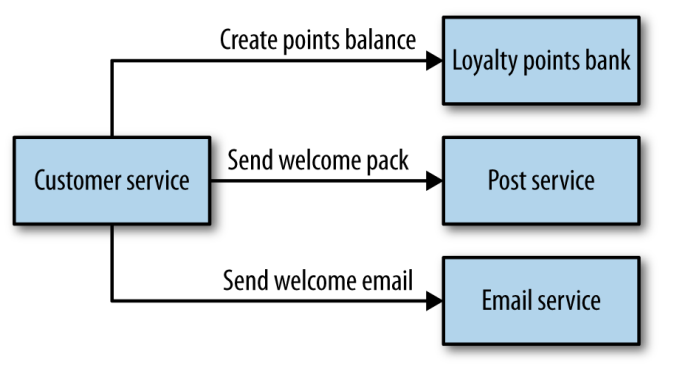 Create points balance
Loyalty points bank
Customer service
Send welcome pack
Post service
Send welcome email
Email service